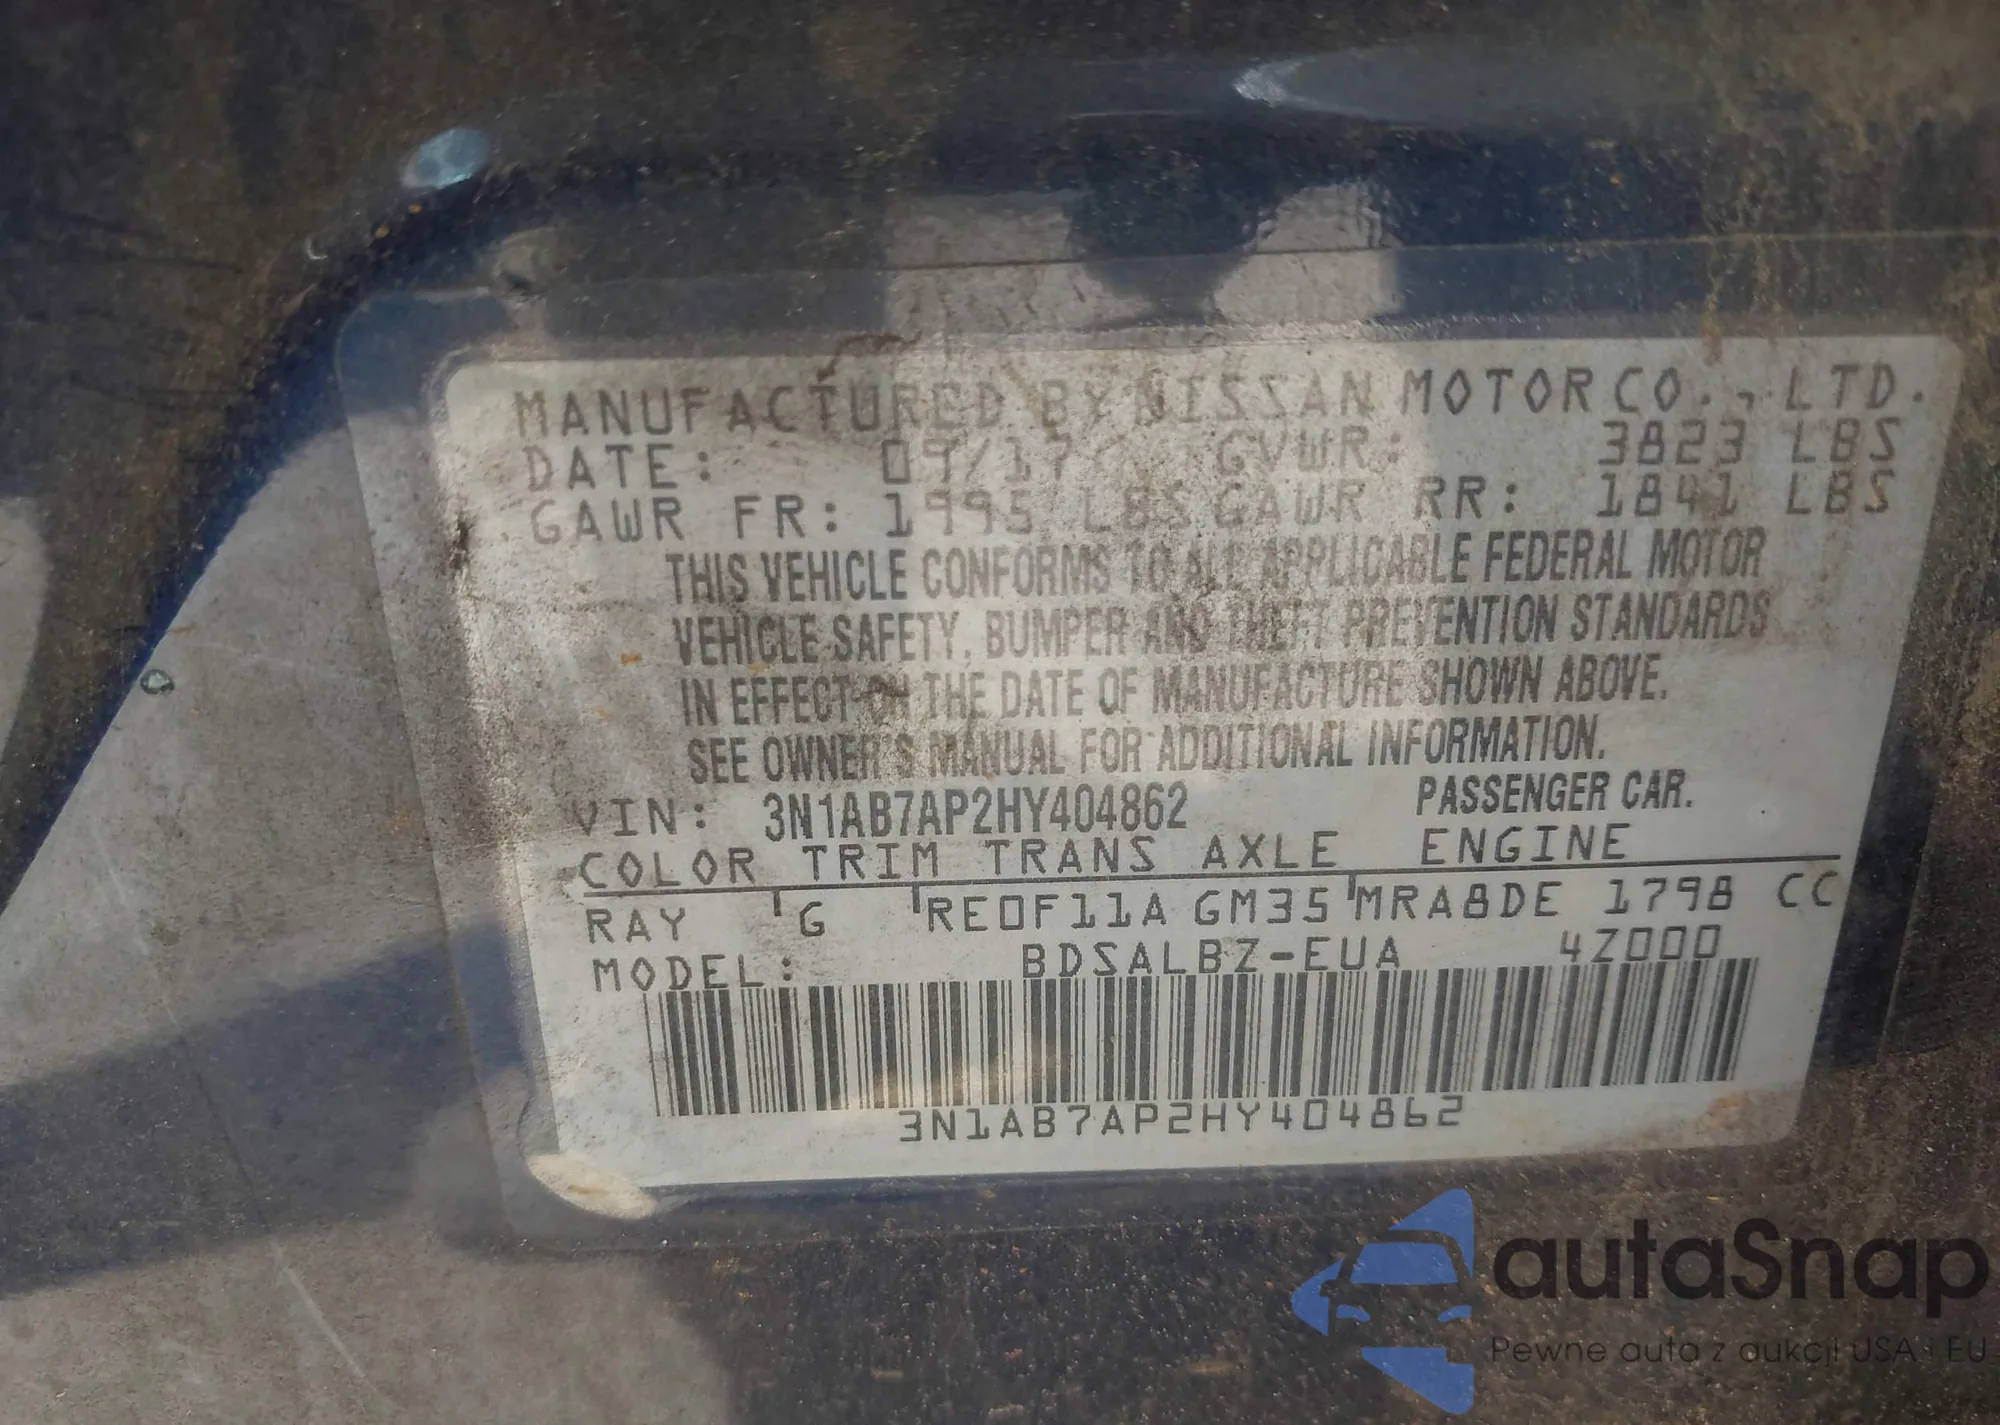 MANUFACTURED BY NISSAN MOTOR CO., LTD.
DATE: 09/17 GVWR: 3823 LBS
GAWR FR: 1995 LBS GAWR RR: 1841 LBS
THIS VEHICLE CONFORMS TO ALL APPLICABLE FEDERAL MOTOR
VEHICLE SAFETY, BUMPER AND THEFT PREVENTION STANDARDS
IN EFFECT ON THE DATE OF MANUFACTURE SHOWN ABOVE.
SEE OWNER'S MANUAL FOR ADDITIONAL INFORMATION.
VIN: 3N1AB7AP2HY404862 PASSENGER CAR.
COLOR TRIM TRANS AXLE ENGINE
RAY G RE0F11A GM35 MRA8DE 1798 CC
MODEL: BDSALBZ-EUA 4Z000
3N1AB7AP2HY404862
autaSnap
Pewne auta z aukcji USA i EU